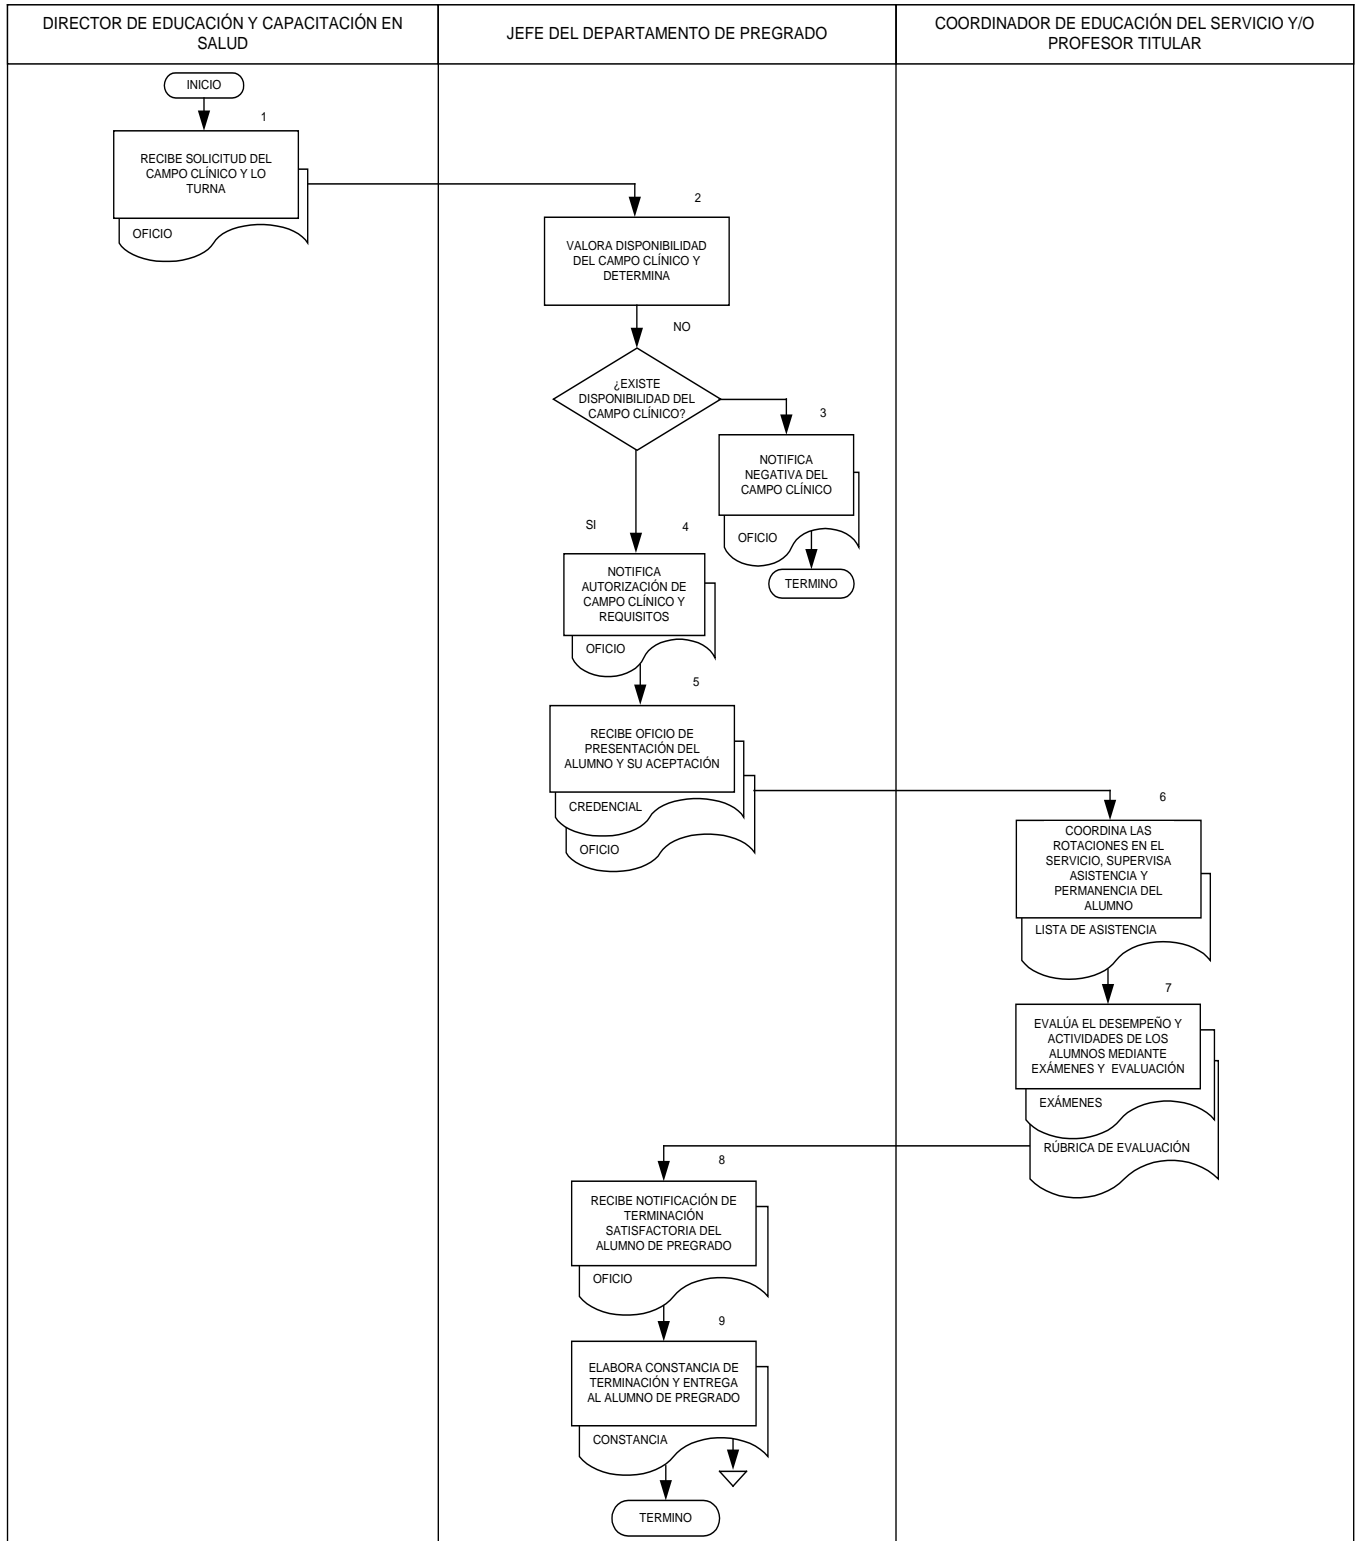 DIRECTOR DE EDUCACIÓN Y CAPACITACIÓN EN
SALUD
JEFE DEL DEPARTAMENTO DE PREGRADO
COORDINADOR DE EDUCACIÓN DEL SERVICIO Y/O
PROFESOR TITULAR
INICIO
1
RECIBE SOLICITUD DEL
CAMPO CLÍNICO Y LO
TURNA
OFICIO
2
VALORA DISPONIBILIDAD
DEL CAMPO CLÍNICO Y
DETERMINA
NO
¿EXISTE
DISPONIBILIDAD DEL
CAMPO CLÍNICO?
3
NOTIFICA
NEGATIVA DEL
CAMPO CLÍNICO
OFICIO
TERMINO
SI
4
NOTIFICA
AUTORIZACIÓN DE
CAMPO CLÍNICO Y
REQUISITOS
OFICIO
5
RECIBE OFICIO DE
PRESENTACIÓN DEL
ALUMNO Y SU ACEPTACIÓN
CREDENCIAL
OFICIO
6
COORDINA LAS
ROTACIONES EN EL
SERVICIO, SUPERVISA
ASISTENCIA Y
PERMANENCIA DEL
ALUMNO
LISTA DE ASISTENCIA
7
EVALÚA EL DESEMPEÑO Y
ACTIVIDADES DE LOS
ALUMNOS MEDIANTE
EXÁMENES Y  EVALUACIÓN
EXÁMENES
RÚBRICA DE EVALUACIÓN
8
RECIBE NOTIFICACIÓN DE
TERMINACIÓN
SATISFACTORIA DEL
ALUMNO DE PREGRADO
OFICIO
9
ELABORA CONSTANCIA DE
TERMINACIÓN Y ENTREGA
AL ALUMNO DE PREGRADO
CONSTANCIA
TERMINO